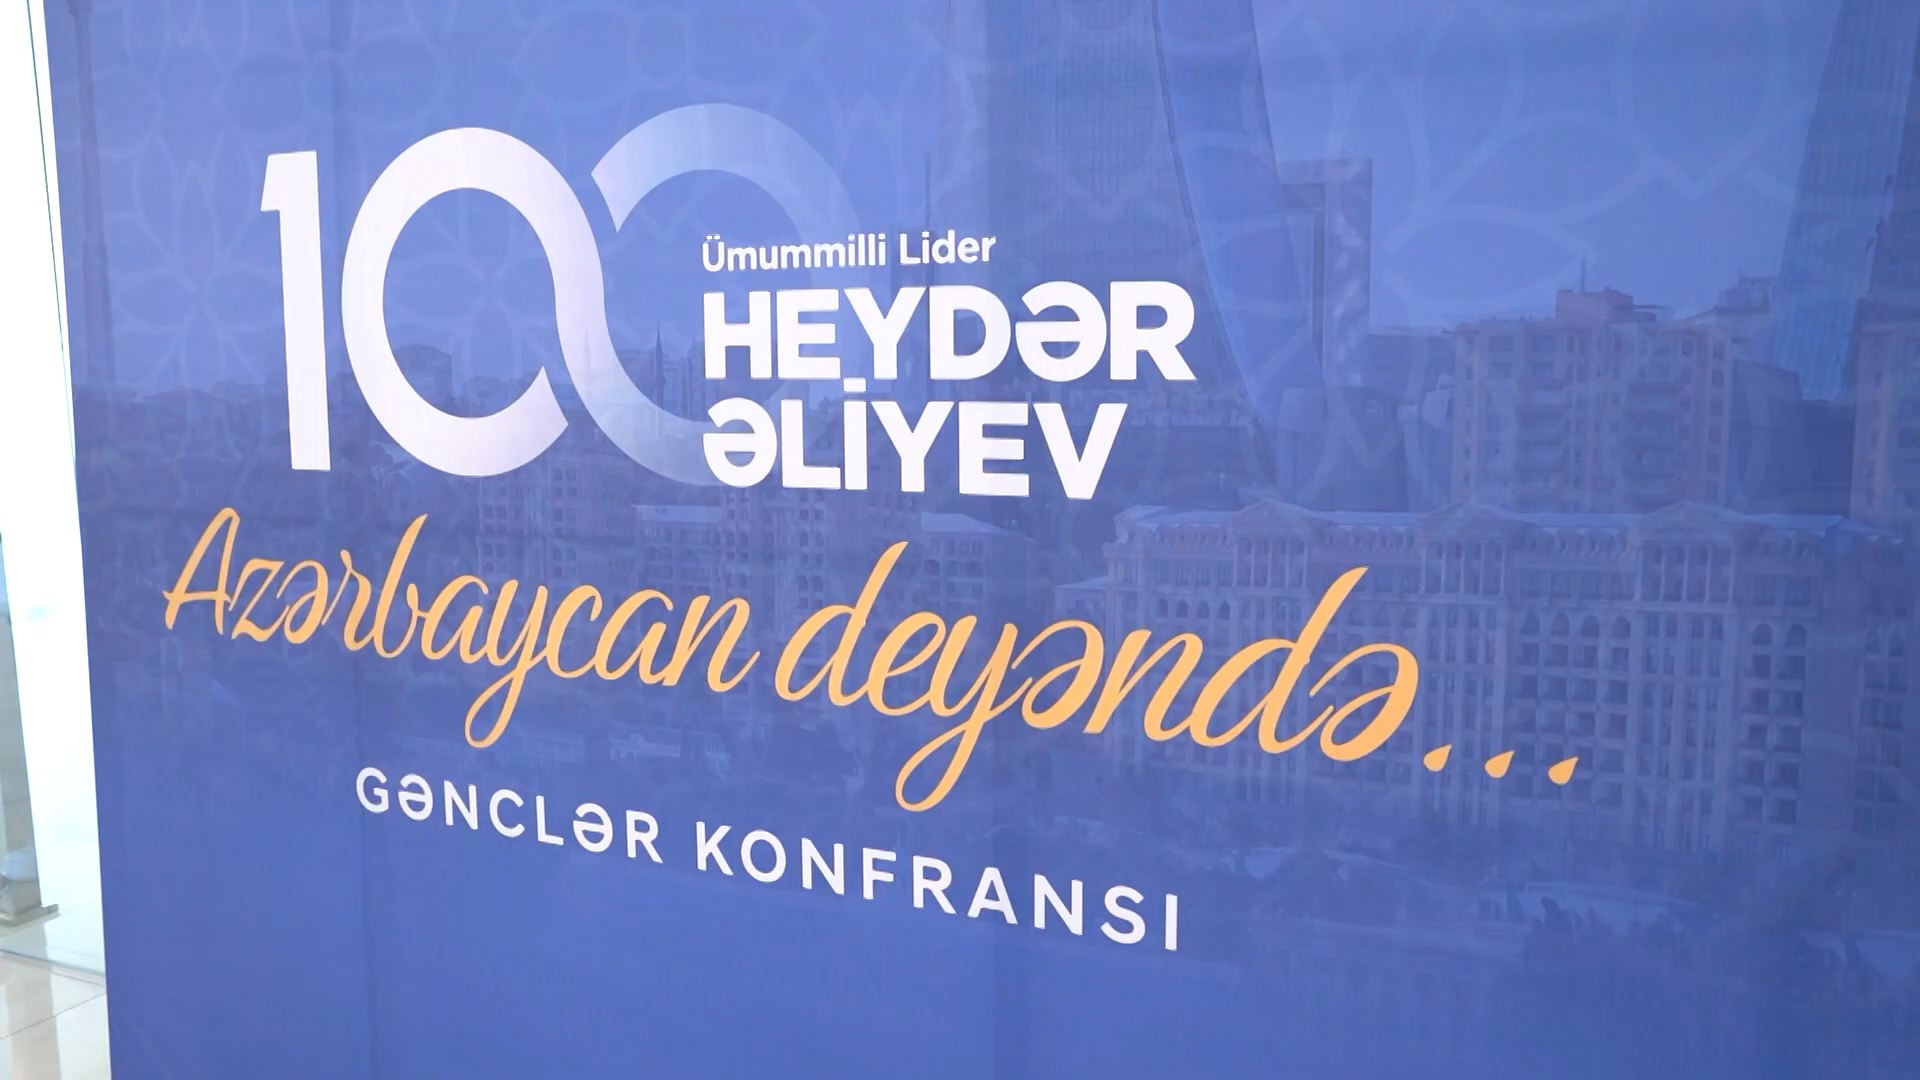 100
Ümummilli Lider
HEYDƏR
ƏLİYEV
Azərbaycan deyəndə...
GƏNCLƏR KONFRANSI